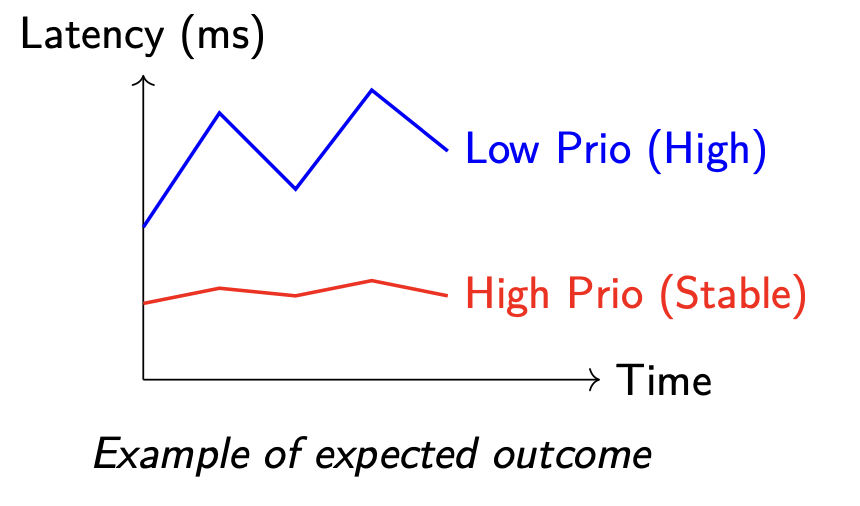 Latency (ms)
Low Prio (High)
High Prio (Stable)
Time
Example of expected outcome